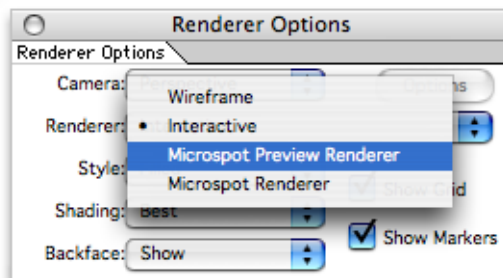 Renderer Options
Renderer Options
Camera: Perspective Options
Wireframe
Renderer: • Interactive
Microspot Preview Renderer
Style:
Microspot Renderer Show Grid
Shading: Best
Show Markers
Backface: Show